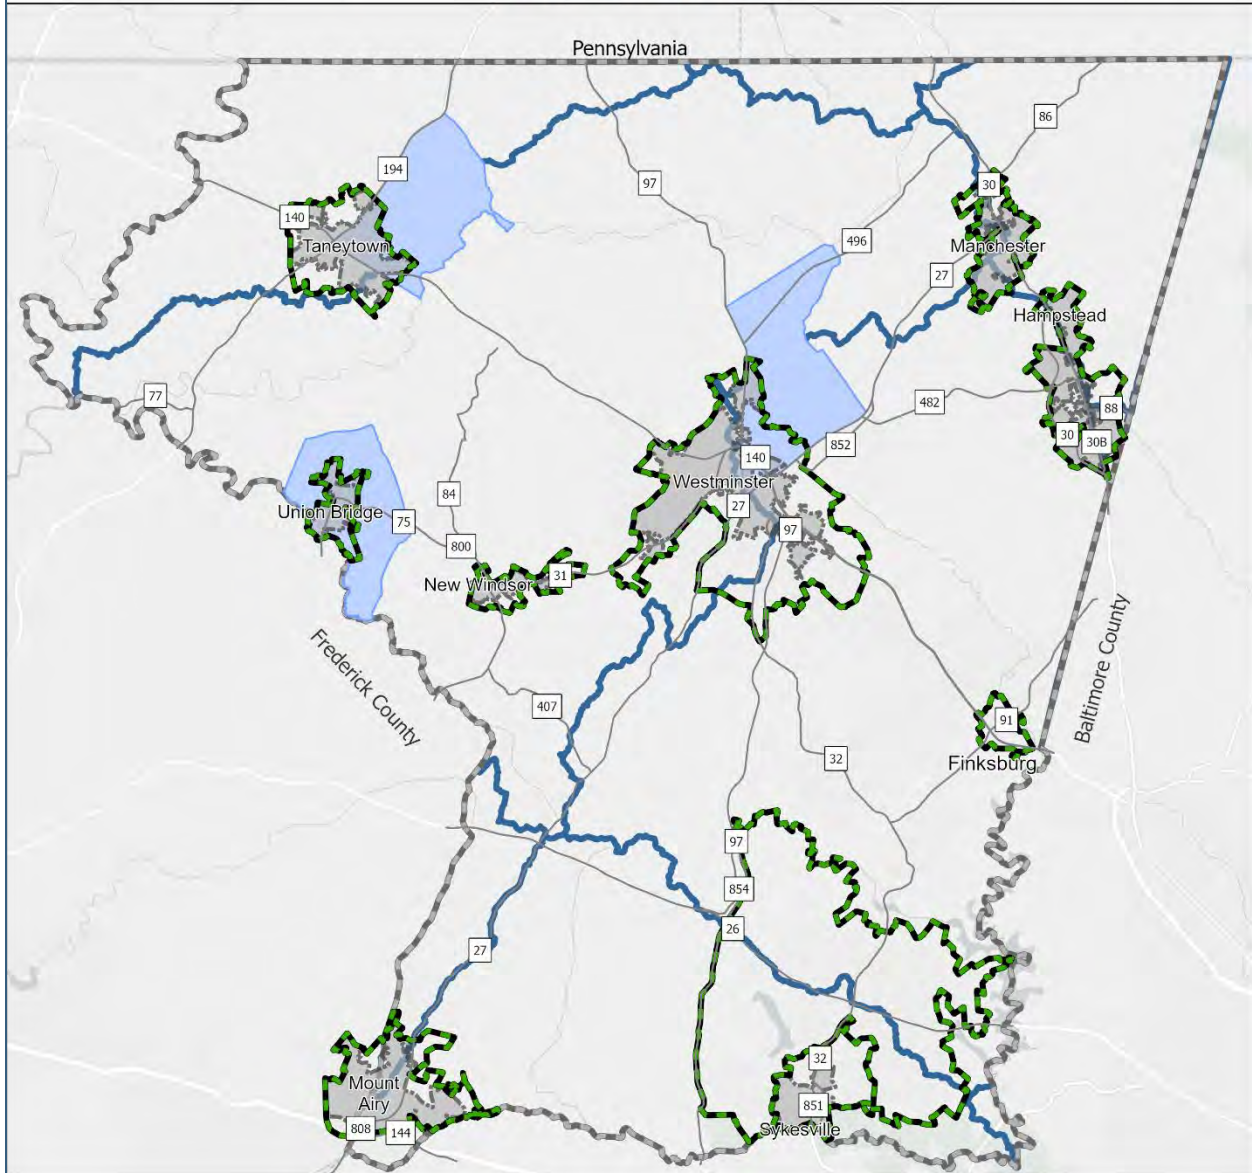 Pennsylvania
86
194
97
30
140
496
Taneytown
Manchester
27
Hampstead
77
482
88
30
30B
852
140
Westminster
84
27
Union Bridge
75
97
800
31
New Windsor
Frederick County
Baltimore County
407
91
32
Finksburg
97
854
26
27
32
Mount
Airy
851
808
144
Sykesville